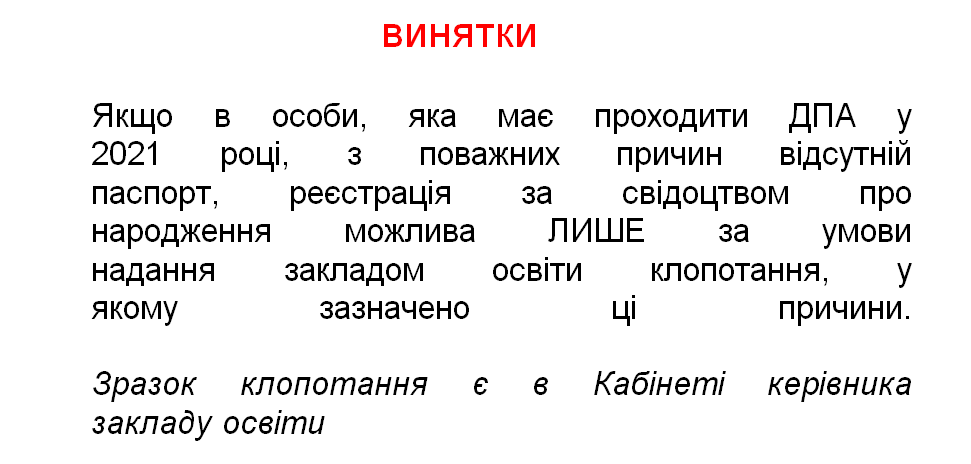 ВИНЯТКИ
Якщо в особи, яка має проходити ДПА у
2021 році, з поважних причин відсутній
паспорт, реєстрація за свідоцтвом про
народження можлива ЛИШЕ за умови
надання закладом освіти клопотання, у
якому зазначено ці причини.
Зразок клопотання є в Кабінеті керівника
закладу освіти